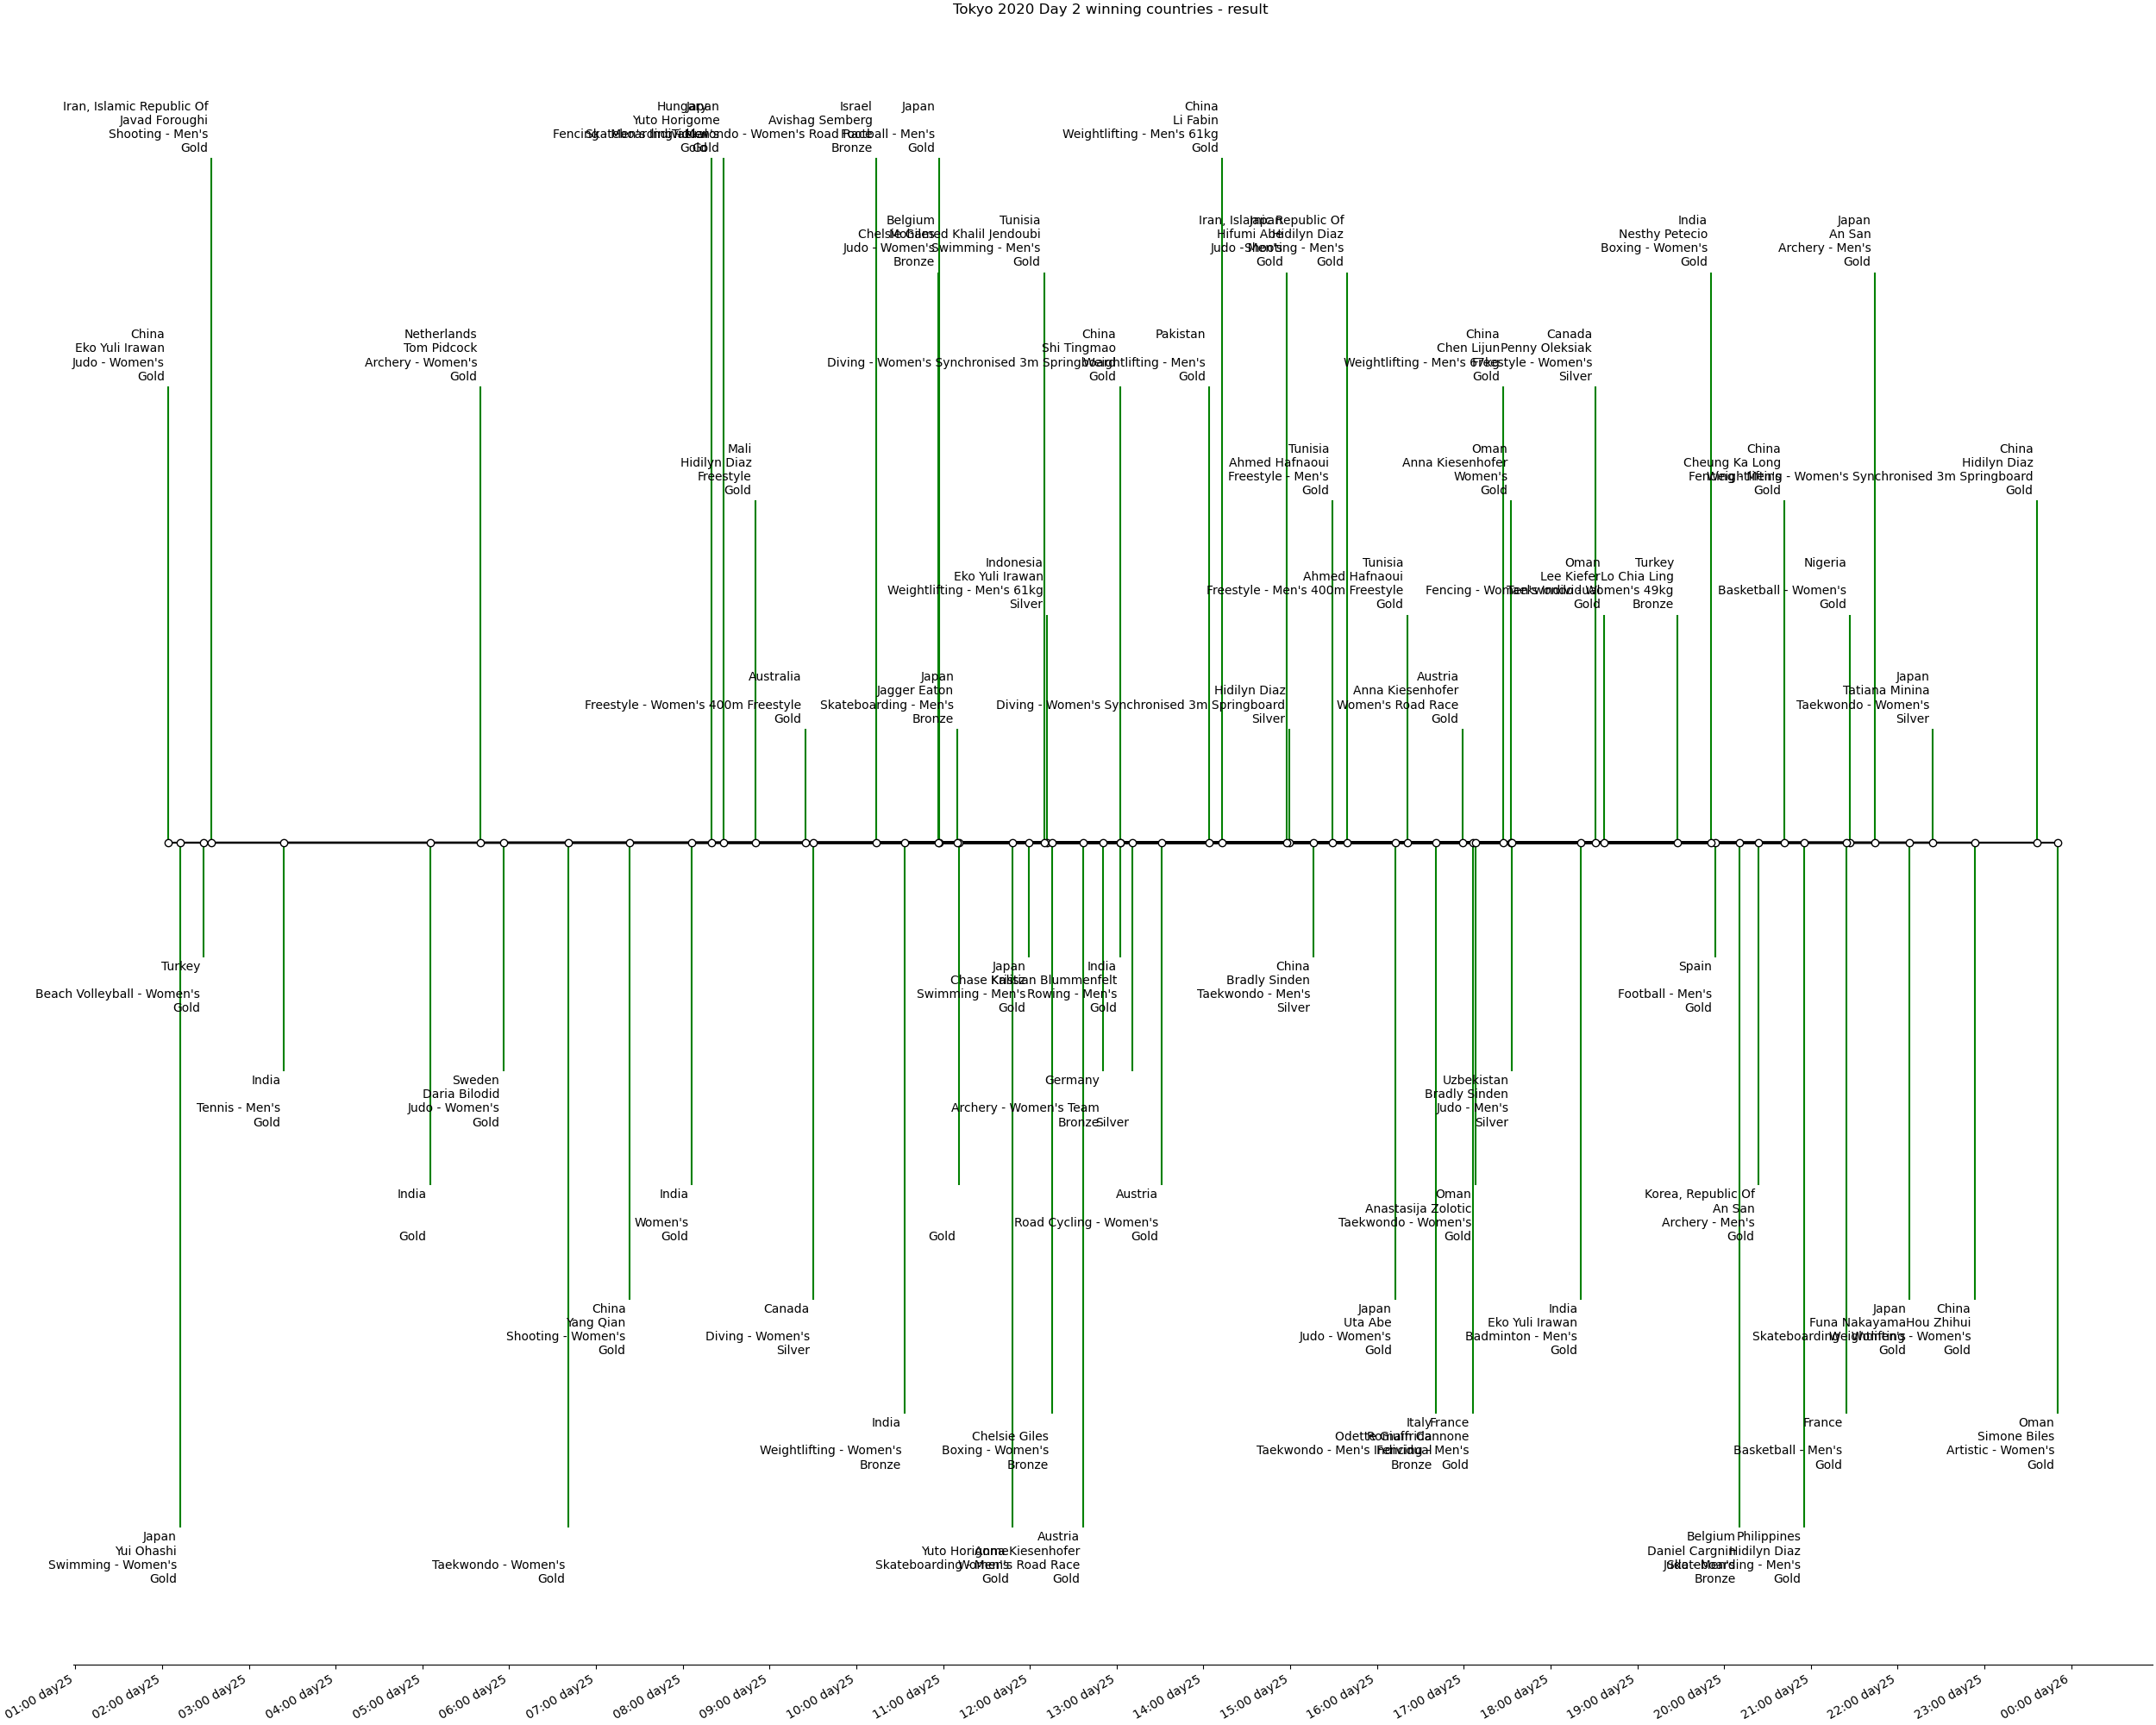 Tokyo 2020 Day 2 winning countries - result
Iran, Islamic Republic Of
Javad Foroughi
Shooting - Men's
Gold
Hungary
Fencing - Men's Individual
Gold
Japan
Yuto Horigome
Skateboarding - Men's
Gold
Israel
Avishag Semberg
Taekwondo - Women's Road Race
Bronze
Japan
Football - Men's
Gold
China
Li Fabin
Weightlifting - Men's 61kg
Gold
Belgium
Chelsie Giles
Judo - Women's
Bronze
Tunisia
Mohamed Khalil Jendoubi
Swimming - Men's
Gold
Japan
Hifumi Abe
Judo - Men's
Gold
Iran, Islamic Republic Of
Hidilyn Diaz
Shooting - Men's
Gold
India
Nesthy Petecio
Boxing - Women's
Gold
Japan
An San
Archery - Men's
Gold
China
Eko Yuli Irawan
Judo - Women's
Gold
Netherlands
Tom Pidcock
Archery - Women's
Gold
China
Shi Tingmao
Diving - Women's Synchronised 3m Springboard
Gold
Pakistan
Weightlifting - Men's
Gold
China
Chen Lijun
Weightlifting - Men's 67kg
Gold
Canada
Penny Oleksiak
Freestyle - Women's
Silver
Mali
Hidilyn Diaz
Freestyle
Gold
Tunisia
Ahmed Hafnaoui
Freestyle - Men's
Gold
Oman
Anna Kiesenhofer
Women's
Gold
China
Cheung Ka Long
Fencing - Men's
Gold
China
Hidilyn Diaz
Weightlifting - Women's Synchronised 3m Springboard
Gold
Indonesia
Eko Yuli Irawan
Weightlifting - Men's 61kg
Silver
Tunisia
Ahmed Hafnaoui
Freestyle - Men's 400m Freestyle
Gold
Oman
Lee Kiefer
Fencing - Women's Individual
Gold
Turkey
Lo Chia Ling
Taekwondo - Women's 49kg
Bronze
Nigeria
Basketball - Women's
Gold
Australia
Freestyle - Women's 400m Freestyle
Gold
Japan
Jagger Eaton
Skateboarding - Men's
Bronze
Hidilyn Diaz
Diving - Women's Synchronised 3m Springboard
Silver
Austria
Anna Kiesenhofer
Women's Road Race
Gold
Japan
Tatiana Minina
Taekwondo - Women's
Silver
Turkey
Beach Volleyball - Women's
Gold
Japan
Chase Kalisz
Swimming - Men's
Gold
India
Kristian Blummenfelt
Rowing - Men's
Gold
China
Bradly Sinden
Taekwondo - Men's
Silver
Spain
Football - Men's
Gold
India
Tennis - Men's
Gold
Sweden
Daria Bilodid
Judo - Women's
Gold
Germany
Archery - Women's Team
Bronze
Silver
Uzbekistan
Bradly Sinden
Judo - Men's
Silver
India
Gold
India
Women's
Gold
Gold
Austria
Road Cycling - Women's
Gold
Oman
Anastasija Zolotic
Taekwondo - Women's
Gold
Korea, Republic Of
An San
Archery - Men's
Gold
China
Yang Qian
Shooting - Women's
Gold
Canada
Diving - Women's
Silver
Japan
Uta Abe
Judo - Women's
Gold
India
Eko Yuli Irawan
Badminton - Men's
Gold
Japan
Funa Nakayama
Skateboarding - Women's
Gold
China
Hou Zhihui
Weightlifting - Women's
Gold
India
Weightlifting - Women's
Bronze
Chelsie Giles
Boxing - Women's
Bronze
Italy
Odette Giuffrida
Taekwondo - Men's Individual
Bronze
France
Romain Cannone
Fencing - Men's
Gold
France
Basketball - Men's
Gold
Oman
Simone Biles
Artistic - Women's
Gold
Japan
Yui Ohashi
Swimming - Women's
Gold
Taekwondo - Women's
Gold
Yuto Horigome
Skateboarding - Men's
Gold
Austria
Anna Kiesenhofer
Women's Road Race
Gold
Belgium
Daniel Cargnin
Judo - Men's
Bronze
Philippines
Hidilyn Diaz
Skateboarding - Men's
Gold
01:00 day25
02:00 day25
03:00 day25
04:00 day25
05:00 day25
06:00 day25
07:00 day25
08:00 day25
09:00 day25
10:00 day25
11:00 day25
12:00 day25
13:00 day25
14:00 day25
15:00 day25
16:00 day25
17:00 day25
18:00 day25
19:00 day25
20:00 day25
21:00 day25
22:00 day25
23:00 day25
00:00 day26